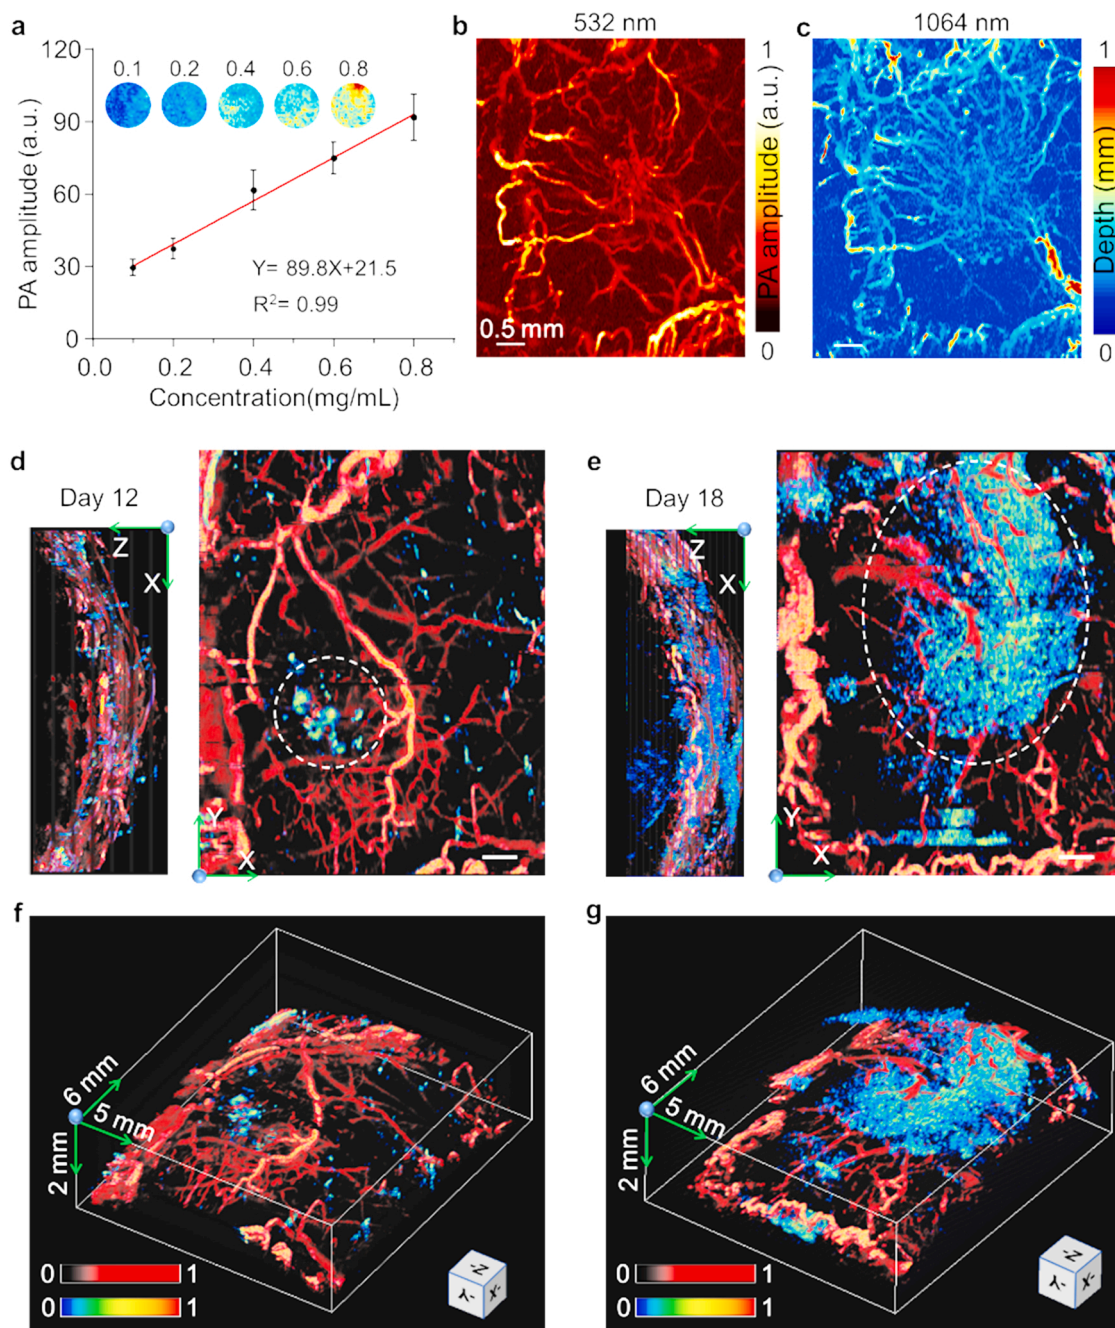 a
120
90
60
30
0
PA amplitude (a.u.)
0.1 0.2 0.4 0.6 0.8
Y= 89.8X+21.5
R²= 0.99
0.0 0.2 0.4 0.6 0.8
Concentration(mg/mL)
b
532 nm
0.5 mm
1
PA amplitude (a.u.)
0
c
1064 nm
1
Depth (mm)
0
d
Day 12
Z
X
Y
X
e
Day 18
Z
X
Y
X
f
6 mm
5 mm
2 mm
0 1
0 1
-Z
-Y
-X
g
6 mm
5 mm
2 mm
0 1
0 1
-Z
-Y
-X